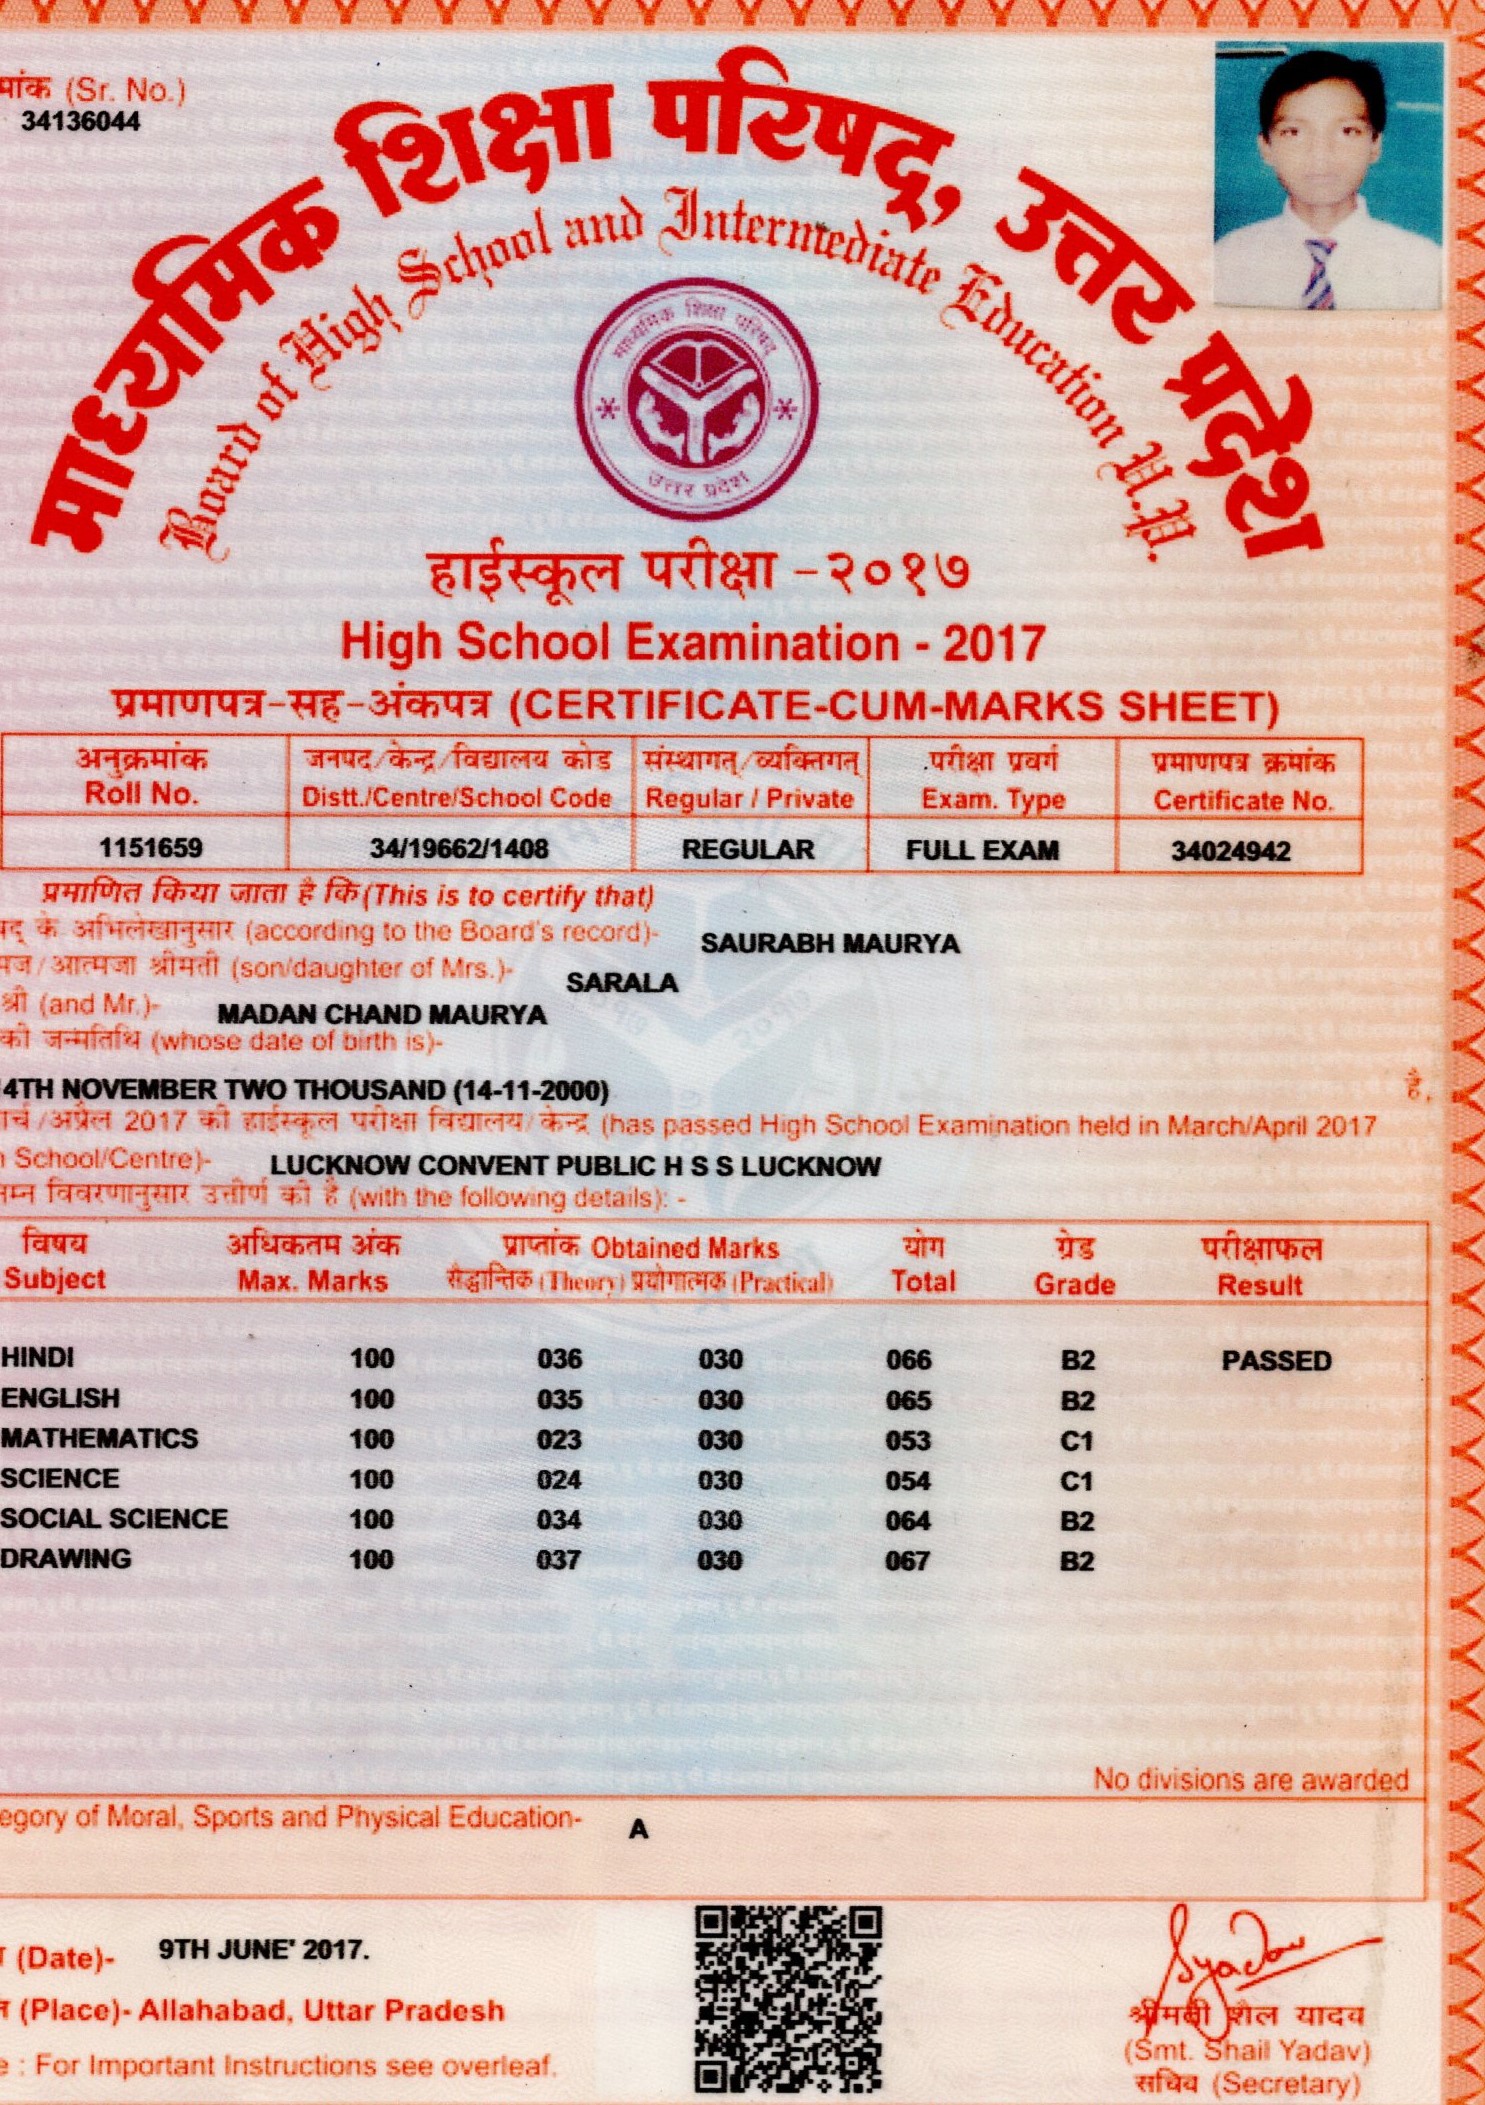 मांक (Sr. No.)
34136044
माध्यमिक शिक्षा परिषद्, उत्तर प्रदेश
Board of High School and Intermediate Education U.P.
माध्यमिक शिक्षा परिषद
उत्तर प्रदेश
हाईस्कूल परीक्षा -२०१७
High School Examination - 2017
प्रमाणपत्र-सह-अंकपत्र (CERTIFICATE-CUM-MARKS SHEET)
अनुक्रमांक जनपद/केन्द्र/विद्यालय कोड संस्थागत्/व्यक्तिगत् परीक्षा प्रवर्ग प्रमाणपत्र क्रमांक
Roll No. Distt./Centre/School Code Regular / Private Exam. Type Certificate No.
1151659 34/19662/1408 REGULAR FULL EXAM 34024942
प्रमाणित किया जाता है कि (This is to certify that)
षद् के अभिलेखानुसार (according to the Board's record)- SAURABH MAURYA
मज/आत्मजा श्रीमती (son/daughter of Mrs.)- SARALA
श्री (and Mr.)- MADAN CHAND MAURYA
की जन्मतिथि (whose date of birth is)-
4TH NOVEMBER TWO THOUSAND (14-11-2000) है,
ार्च/अप्रैल 2017 की हाईस्कूल परीक्षा विद्यालय/केन्द्र (has passed High School Examination held in March/April 2017
School/Centre)- LUCKNOW CONVENT PUBLIC H S S LUCKNOW
निम्न विवरणानुसार उत्तीर्ण की है (with the following details): -
विषय अधिकतम अंक प्राप्तांक Obtained Marks योग ग्रेड परीक्षाफल
Subject Max. Marks सैद्धान्तिक (Theory) प्रयोगात्मक (Practical) Total Grade Result
HINDI 100 036 030 066 B2 PASSED
ENGLISH 100 035 030 065 B2
MATHEMATICS 100 023 030 053 C1
SCIENCE 100 024 030 054 C1
SOCIAL SCIENCE 100 034 030 064 B2
DRAWING 100 037 030 067 B2
No divisions are awarded
egory of Moral, Sports and Physical Education- A
(Date)- 9TH JUNE' 2017.
(Place)- Allahabad, Uttar Pradesh
e : For Important Instructions see overleaf.
Syadav
श्रीमती शैल यादव
(Smt. Shail Yadav)
सचिव (Secretary)